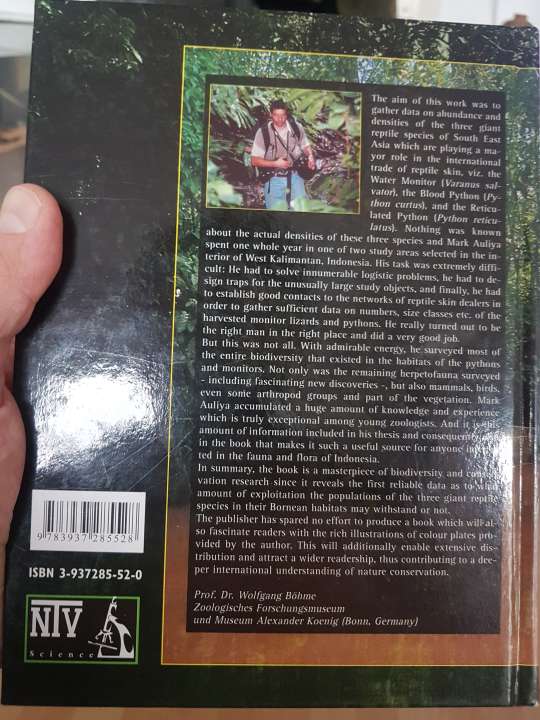 The aim of this work was to
gather data on abundance and
densities of the three giant
reptile species of South East
Asia which are playing a ma-
yor role in the international
trade of reptile skin, viz. the
Water Monitor (Varanus sal-
vator), the Blood Python (Py-
thon curtus), and the Reticu-
lated Python (Python reticu-
latus). Nothing was known
about the actual densities of these three species and Mark Auliya
spent one whole year in one of two study areas selected in the in-
terior of West Kalimantan, Indonesia. His task was extremely diffi-
cult: He had to solve innumerable logistic problems, he had to de-
sign traps for the unusually large study objects, and finally, he had
to establish good contacts to the networks of reptile skin dealers in
order to gather sufficient data on numbers, size classes etc. of the
harvested monitor lizards and pythons. He really turned out to be
the right man in the right place and did a very good job.
But this was not all. With admirable energy, he surveyed most of
the entire biodiversity that existed in the habitats of the pythons
and monitors. Not only was the remaining herpetofauna surveyed
- including fascinating new discoveries -, but also mammals, birds,
even some arthropod groups and part of the vegetation. Mark
Auliya accumulated a huge amount of knowledge and experience
which is truly exceptional among young zoologists. And it is this
amount of information included in his thesis and consequently
in the book that makes it such a useful source for anyone
ted in the fauna and flora of Indonesia.
In summary, the book is a masterpiece of biodiversity and
vation research since it reveals the first reliable data as to what
amount of exploitation the populations of the three giant reptile
species in their Bornean habitats may withstand or not.
The publisher has spared no effort to produce a book which will al-
so fascinate readers with the rich illustrations of colour plates pro-
vided by the author. This will additionally enable extensive dis-
tribution and attract a wider readership, thus contributing to a dee-
per international understanding of nature conservation.
Prof. Dr. Wolfgang Böhme
Zoologisches Forschungsmuseum
und Museum Alexander Koenig (Bonn, Germany)
9783937285528
ISBN 3-937285-52-0
NTV
Science